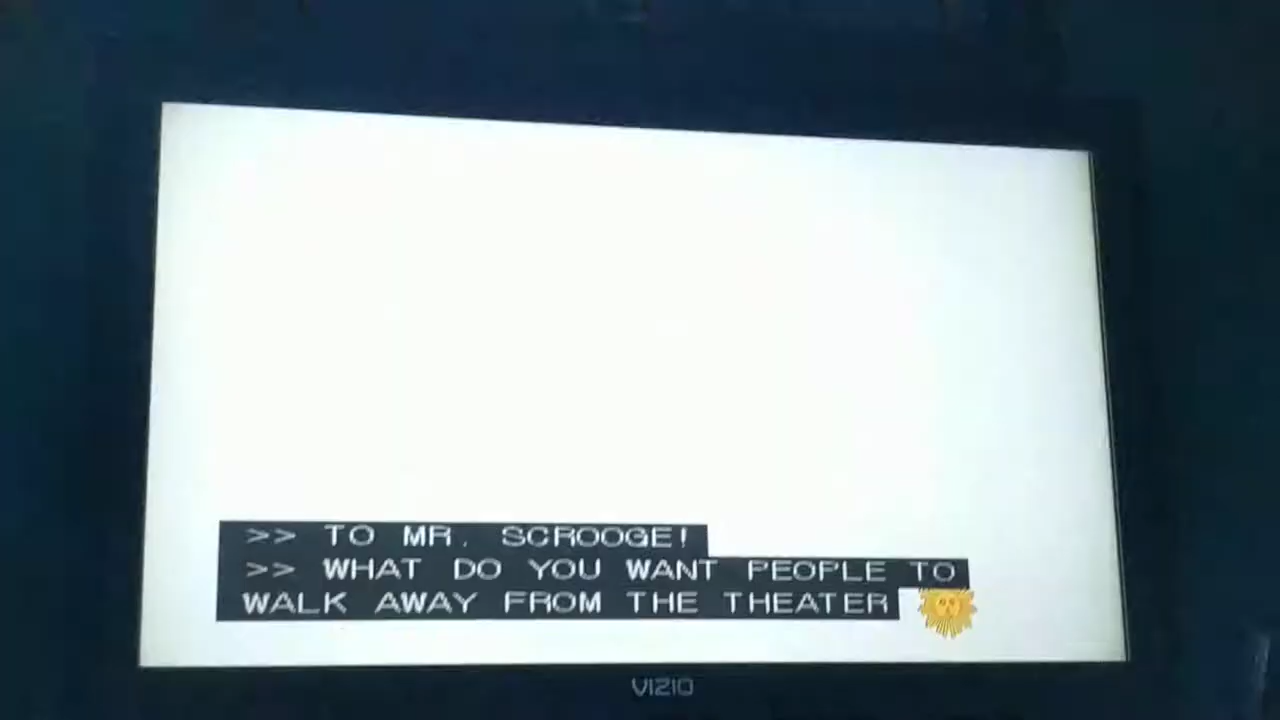 >> TO MR. SCROOGE!
>> WHAT DO YOU WANT PEOPLE TO
WALK AWAY FROM THE THEATER
VIZIO